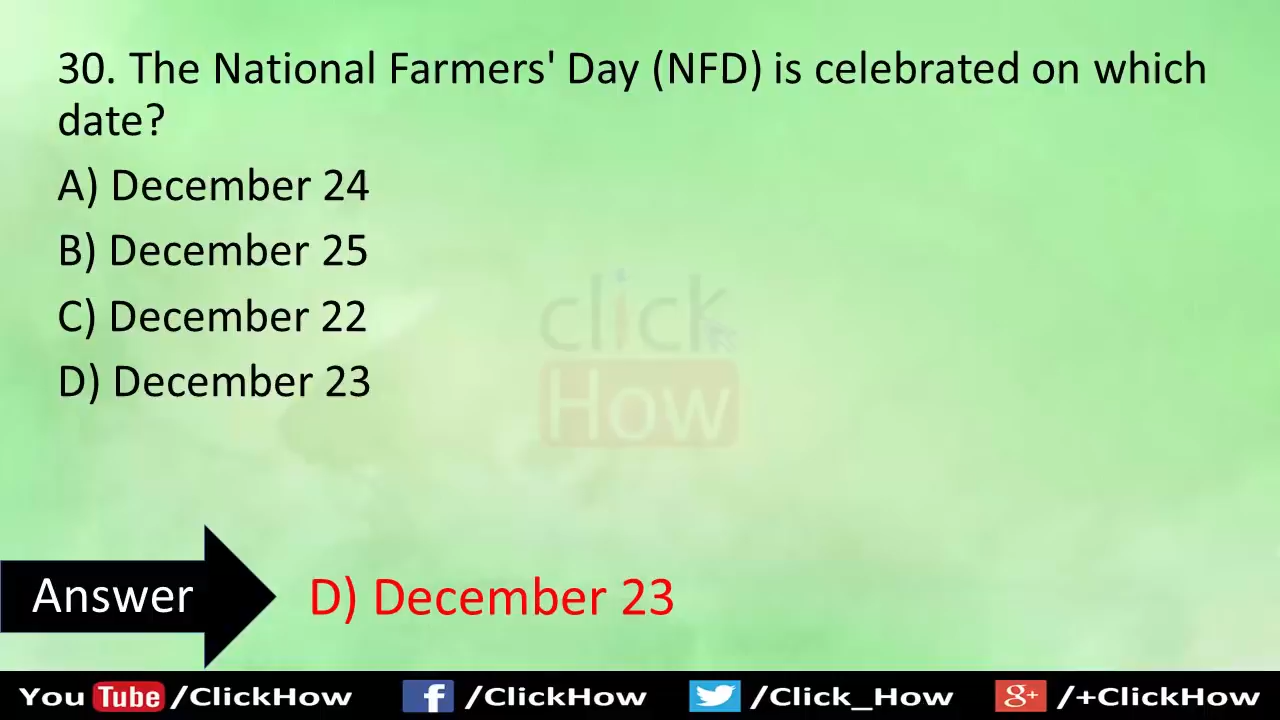 30. The National Farmers' Day (NFD) is celebrated on which
date?
A) December 24
B) December 25
C) December 22
D) December 23
click
How
Answer
D) December 23
You Tube /ClickHow f /ClickHow /Click_How g+ /+ClickHow